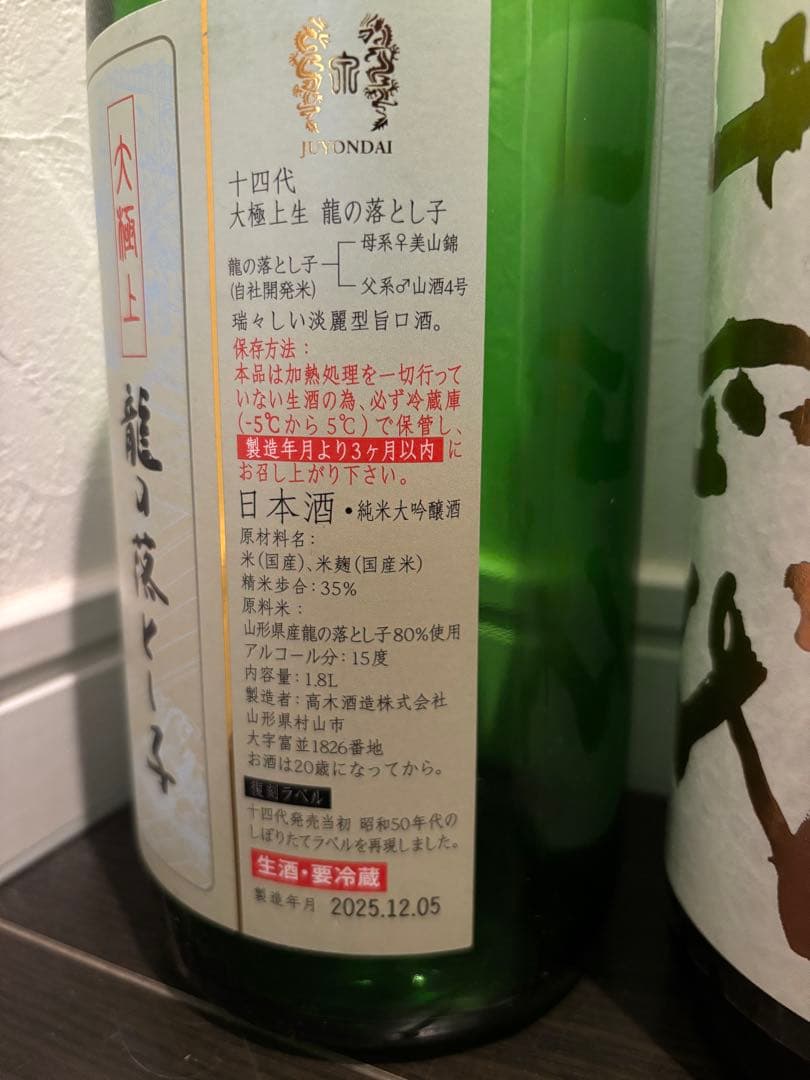 大極上
龍の落とし子
JUYONDAI
十四代
大極上生 龍の落とし子
母系♀美山錦
龍の落とし子
(自社開発米)
父系♂山酒4号
瑞々しい淡麗型旨口酒。
保存方法:
本品は加熱処理を一切行って
いない生酒の為、必ず冷蔵庫
(-5℃から 5℃)で保管し、
製造年月より3ヶ月以内 に
お召し上がり下さい。
日本酒・純米大吟醸酒
原材料名:
米(国産)、米麹(国産米)
精米歩合:35%
原料米:
山形県産龍の落とし子80%使用
アルコール分:15度
内容量:1.8L
製造者:高木酒造株式会社
山形県村山市
大字富並1826番地
お酒は20歳になってから。
復刻ラベル
十四代発売当初 昭和50年代の
しぼりたてラベルを再現しました。
生酒・要冷蔵
製造年月 2025.12.05
十四代